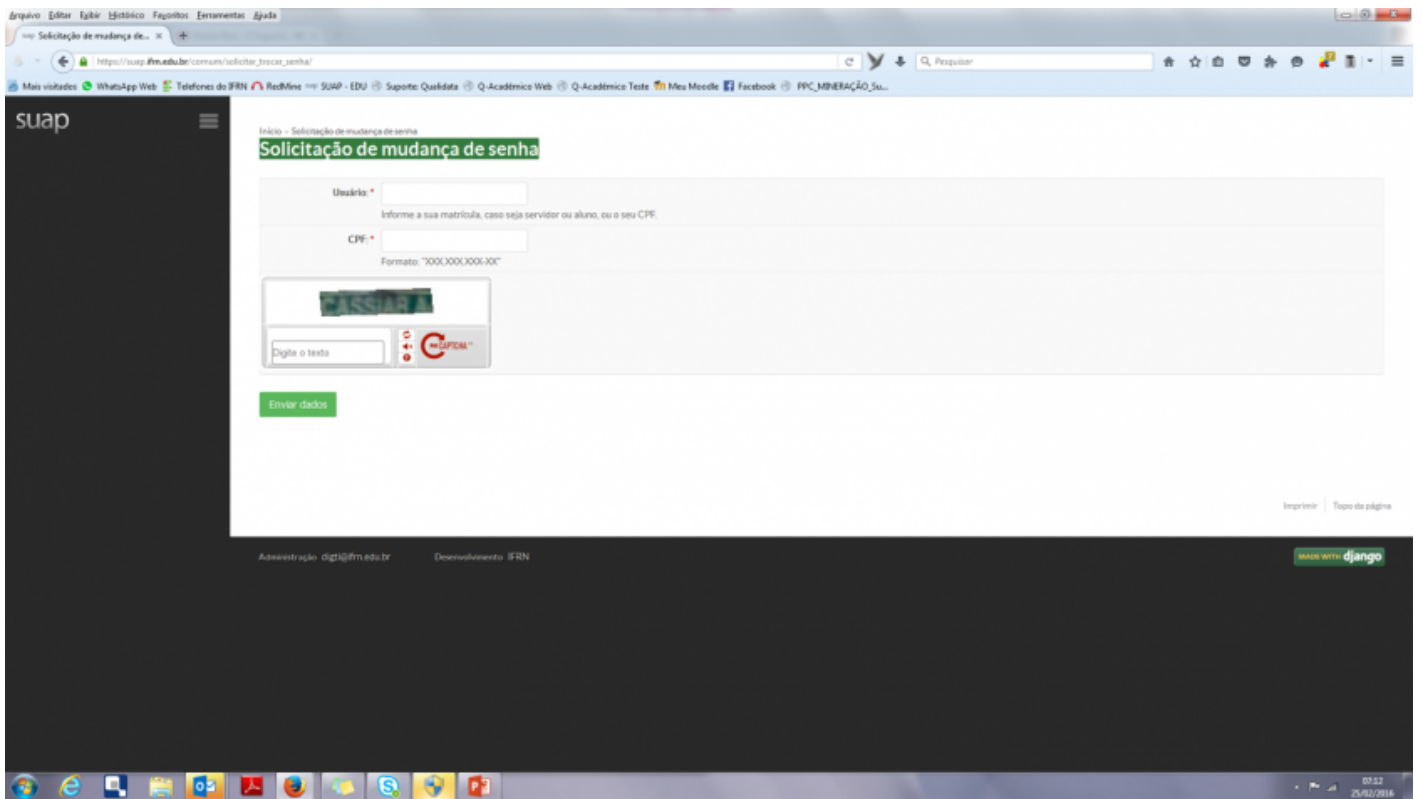 Arquivo Editar Exibir Histórico Favoritos Ferramentas Ajuda
Solicitação de mudança de... × +
https://suap.ifrn.edu.br/comum/solicitar_trocar_senha/
Pesquisar
Mais visitados WhatsApp Web Telefones do IFRN RedMine SUAP - EDU Suporte Qualidata Q-Acadêmico Web Q-Acadêmico Teste Meu Moodle Facebook PPC_MINERAÇÃO_Su...
suap
Início » Solicitação de mudança de senha
Solicitação de mudança de senha
Usuário: *
Informe a sua matrícula, caso seja servidor ou aluno, ou o seu CPF.
CPF: *
Formato: "XXX.XXX.XXX-XX"
Digite o texto
CAPTCHA
Enviar dados
Imprimir Topo da página
Administração digti@ifrn.edu.br Desenvolvimento IFRN
MADE WITH django
07:12
25/02/2016